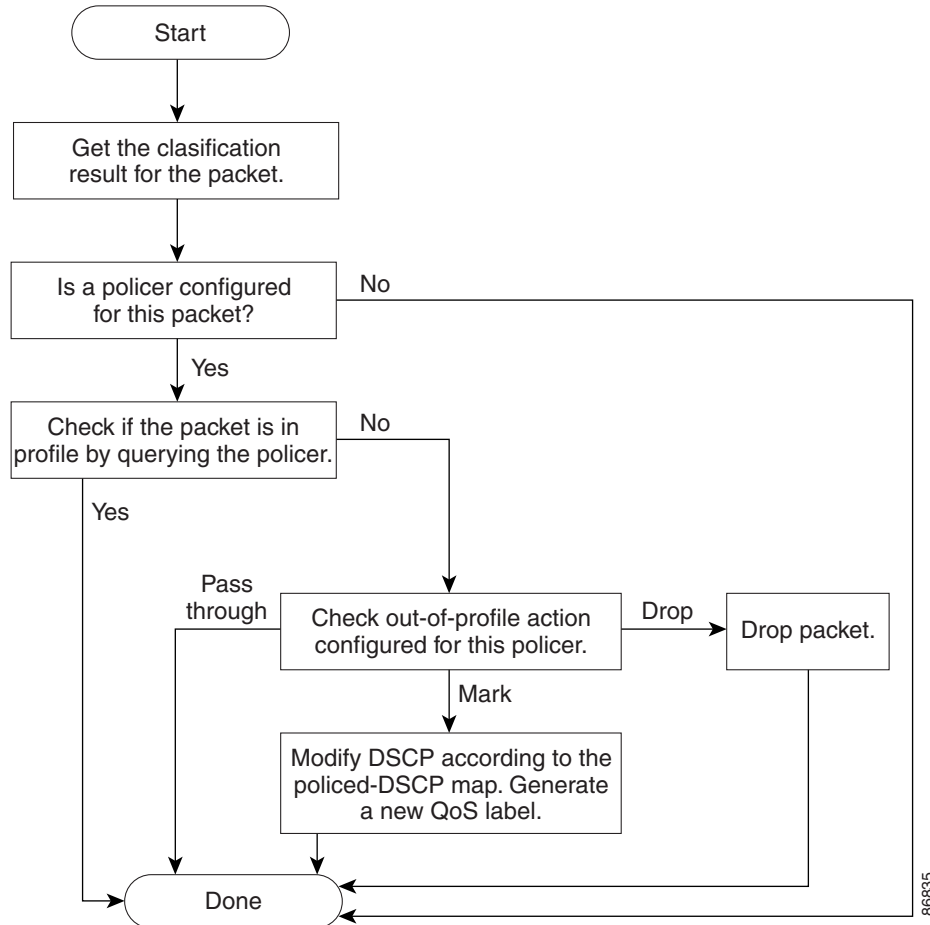 Start
Get the clasification
result for the packet.
Is a policer configured
for this packet?
No
Yes
Check if the packet is in
profile by querying the policer.
No
Yes
Pass
through
Check out-of-profile action
configured for this policer.
Drop
Drop packet.
Mark
Modify DSCP according to the
policed-DSCP map. Generate
a new QoS label.
Done
86835